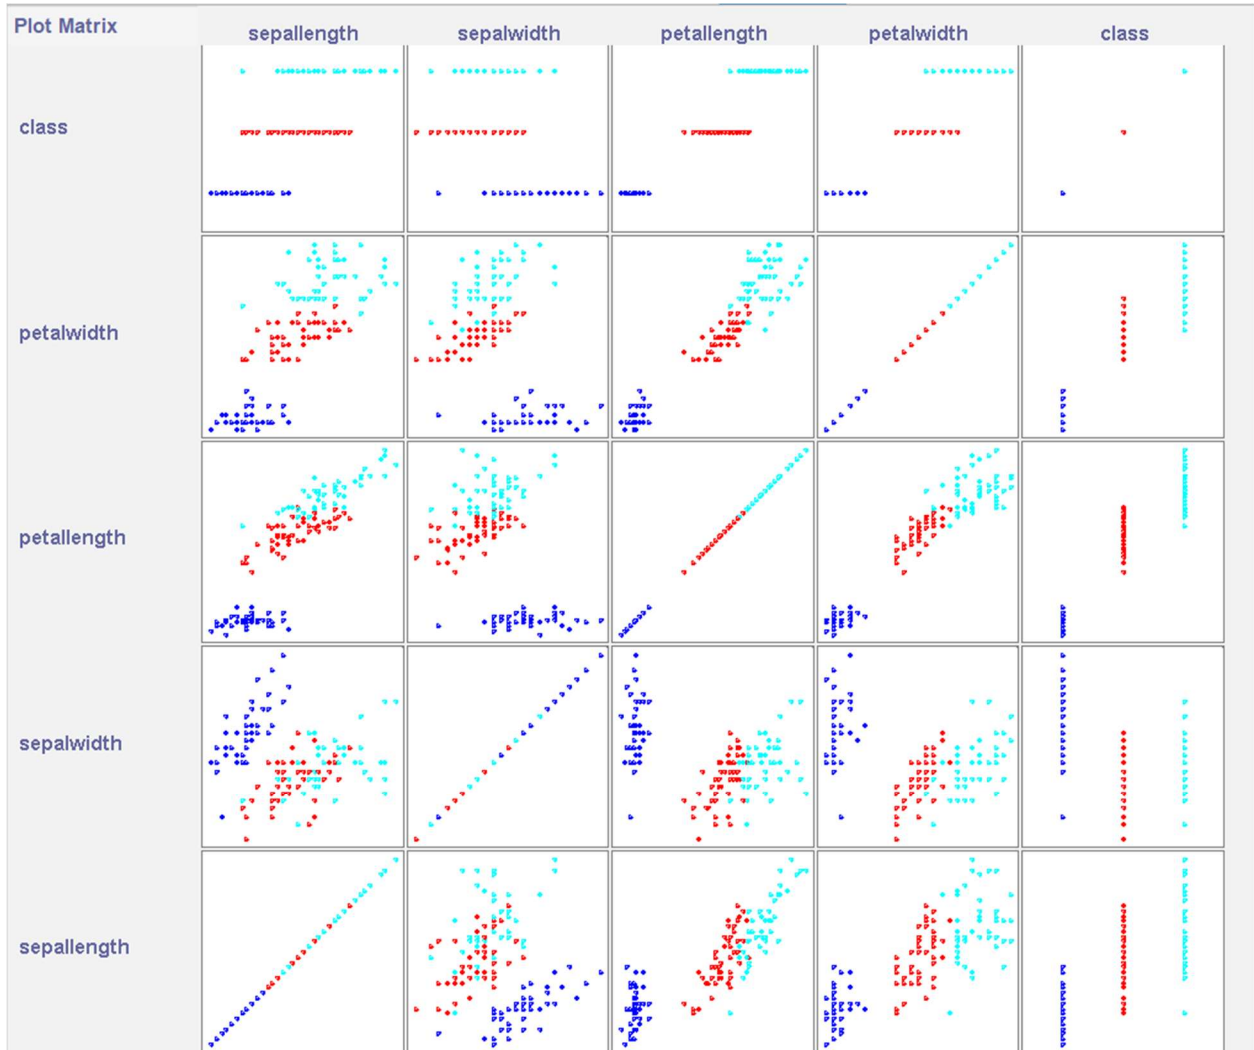 Plot Matrix
sepallength sepalwidth petallength petalwidth class
class
petalwidth
petallength
sepalwidth
sepallength